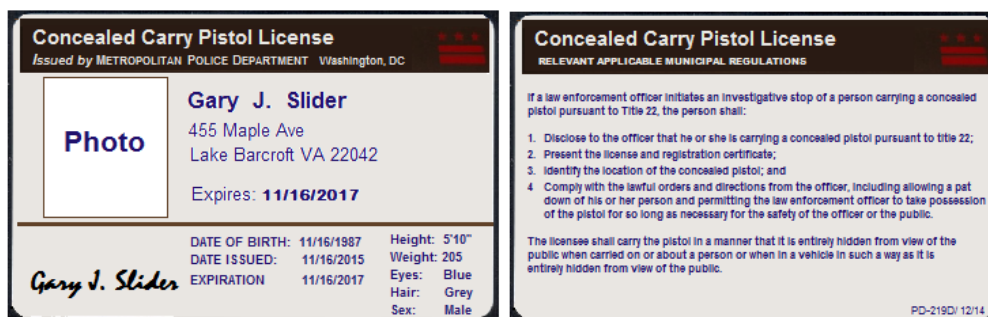 Concealed Carry Pistol License
Issued by METROPOLITAN POLICE DEPARTMENT Washington, DC
Photo
Gary J. Slider
455 Maple Ave
Lake Barcroft VA 22042
Expires: 11/16/2017
DATE OF BIRTH: 11/16/1987
DATE ISSUED: 11/16/2015
EXPIRATION 11/16/2017
Height: 5'10"
Weight: 205
Eyes: Blue
Hair: Grey
Sex: Male
Gary J. Slider
Concealed Carry Pistol License
RELEVANT APPLICABLE MUNICIPAL REGULATIONS
If a law enforcement officer initiates an investigative stop of a person carrying a concealed
pistol pursuant to Title 22, the person shall:
1. Disclose to the officer that he or she is carrying a concealed pistol pursuant to title 22;
2. Present the license and registration certificate;
3. Identify the location of the concealed pistol; and
4 Comply with the lawful orders and directions from the officer, including allowing a pat
down of his or her person and permitting the law enforcement officer to take possession
of the pistol for so long as necessary for the safety of the officer or the public.
The licensee shall carry the pistol in a manner that it is entirely hidden from view of the
public when carried on or about a person or when in a vehicle in such a way as it is
entirely hidden from view of the public.
PD-219D/ 12/14